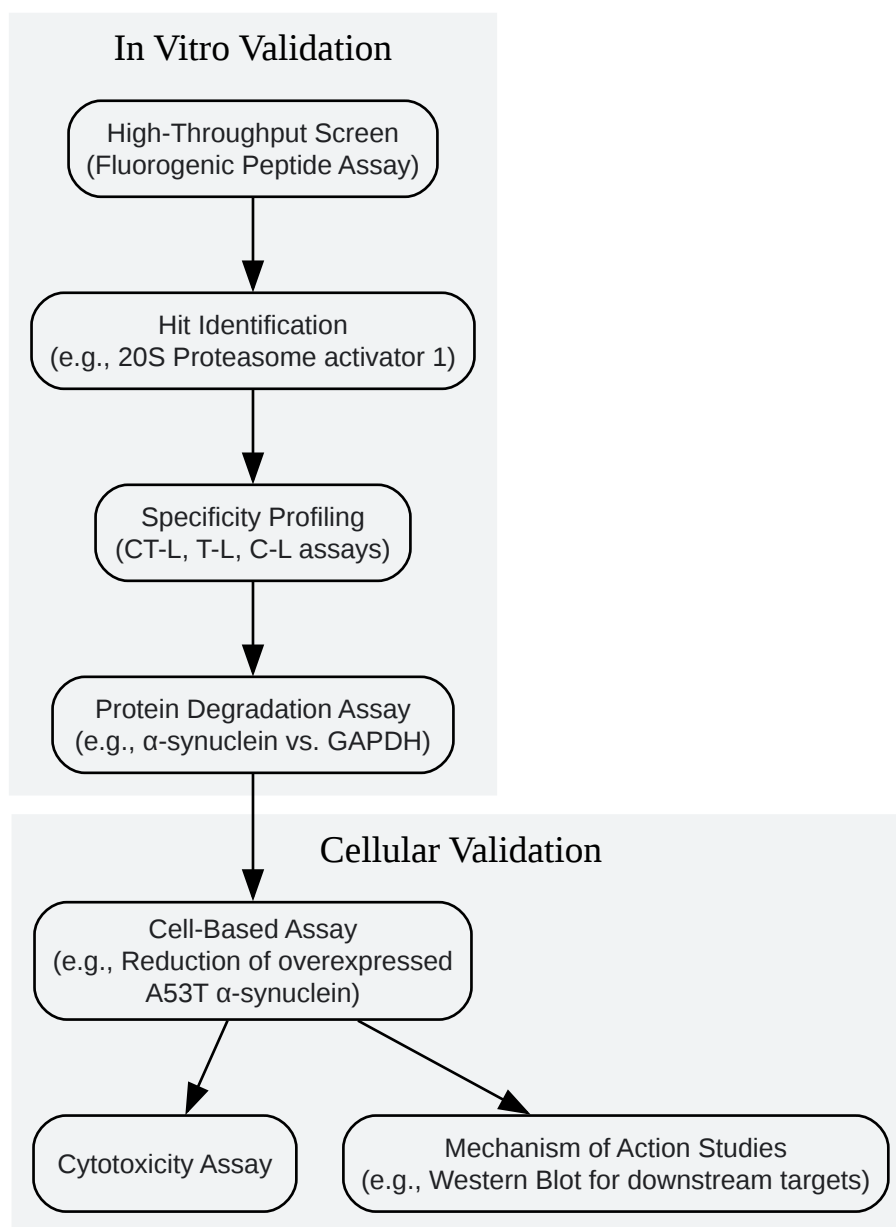 In Vitro Validation
High-Throughput Screen
(Fluorogenic Peptide Assay)
Hit Identification
(e.g., 20S Proteasome activator 1)
Specificity Profiling
(CT-L, T-L, C-L assays)
Protein Degradation Assay
(e.g., α-synuclein vs. GAPDH)
Cellular Validation
Cell-Based Assay
(e.g., Reduction of overexpressed
A53T α-synuclein)
Cytotoxicity Assay
Mechanism of Action Studies
(e.g., Western Blot for downstream targets)